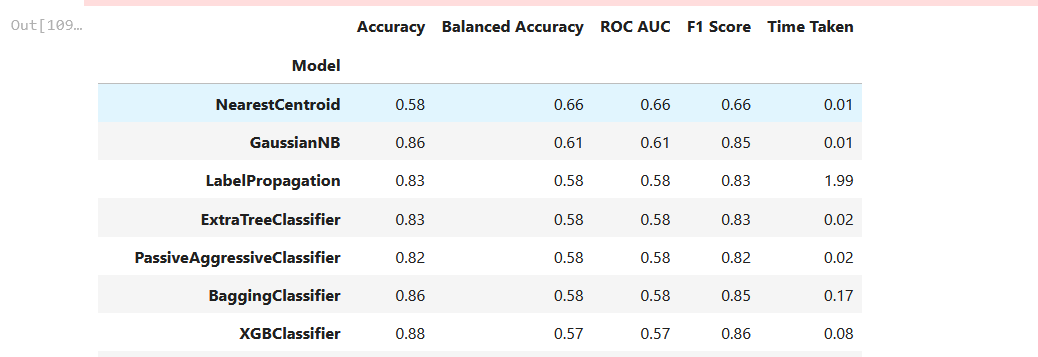 Out[109…
Accuracy Balanced Accuracy ROC AUC F1 Score Time Taken
Model
NearestCentroid 0.58 0.66 0.66 0.66 0.01
GaussianNB 0.86 0.61 0.61 0.85 0.01
LabelPropagation 0.83 0.58 0.58 0.83 1.99
ExtraTreeClassifier 0.83 0.58 0.58 0.83 0.02
PassiveAggressiveClassifier 0.82 0.58 0.58 0.82 0.02
BaggingClassifier 0.86 0.58 0.58 0.85 0.17
XGBClassifier 0.88 0.57 0.57 0.86 0.08